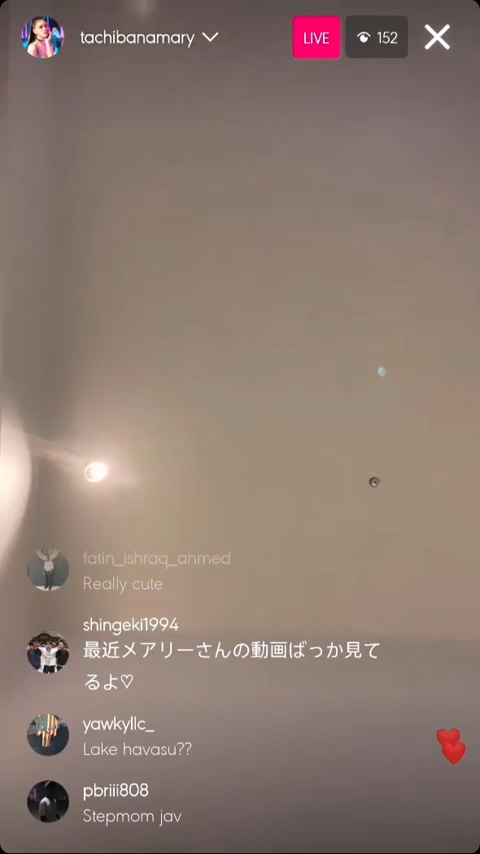 tachibanamary
LIVE
152
fatin_ishraq_ahmed
Really cute
shingeki1994
最近メアリーさんの動画ばっか見て
るよ♡
yawkyllc_
Lake havasu??
pbriii808
Stepmom jav